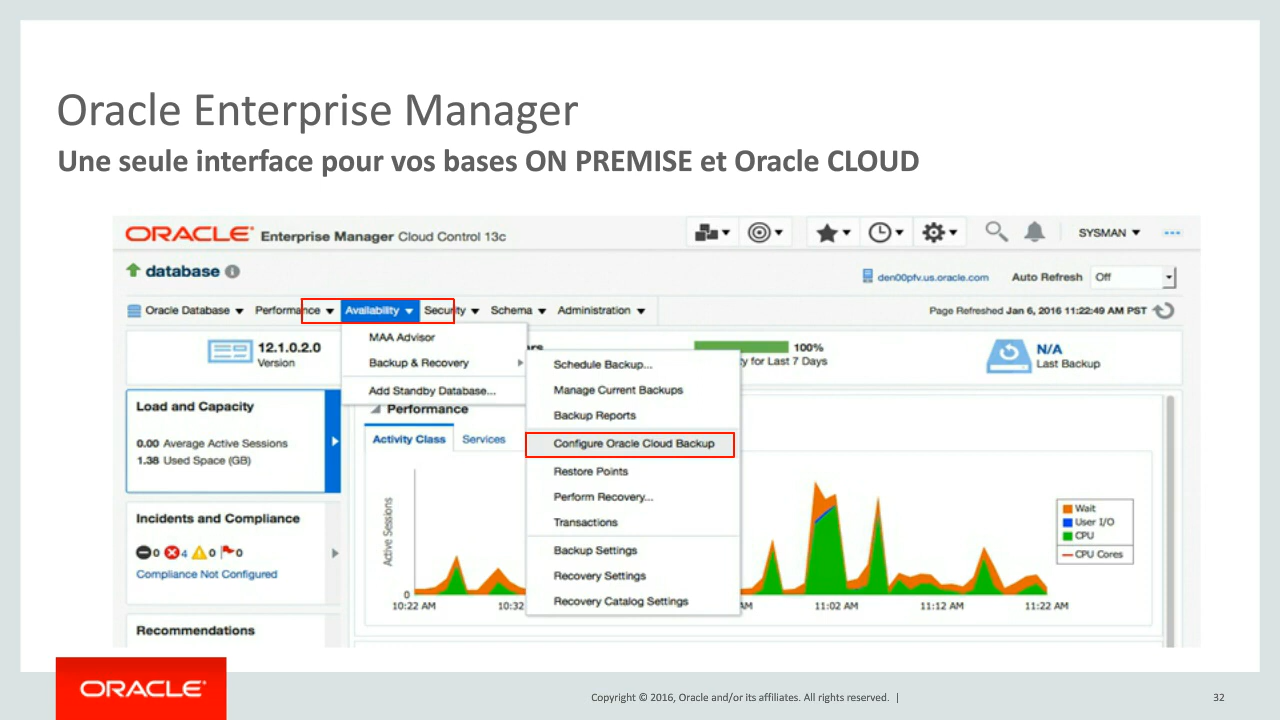 Oracle Enterprise Manager
Une seule interface pour vos bases ON PREMISE et Oracle CLOUD
ORACLE Enterprise Manager Cloud Control 13c
SYSMAN
database
den00pfv.us.oracle.com
Auto Refresh Off
Oracle Database Performance Availability Security Schema Administration
Page Refreshed Jan 6, 2016 11:22:49 AM PST
12.1.0.2.0
Version
100%
for Last 7 Days
N/A
Last Backup
MAA Advisor
Backup & Recovery
Add Standby Database...
Schedule Backup...
Manage Current Backups
Backup Reports
Configure Oracle Cloud Backup
Restore Points
Perform Recovery...
Transactions
Backup Settings
Recovery Settings
Recovery Catalog Settings
Load and Capacity
0.00 Average Active Sessions
1.38 Used Space (GB)
Incidents and Compliance
0 4 0 0
Compliance Not Configured
Recommendations
Performance
Activity Class Services
Active Sessions
0
10:22 AM 10:32 AM 11:02 AM 11:12 AM 11:22 AM
Wait
User I/O
CPU
CPU Cores
ORACLE
Copyright © 2016, Oracle and/or its affiliates. All rights reserved. |
32